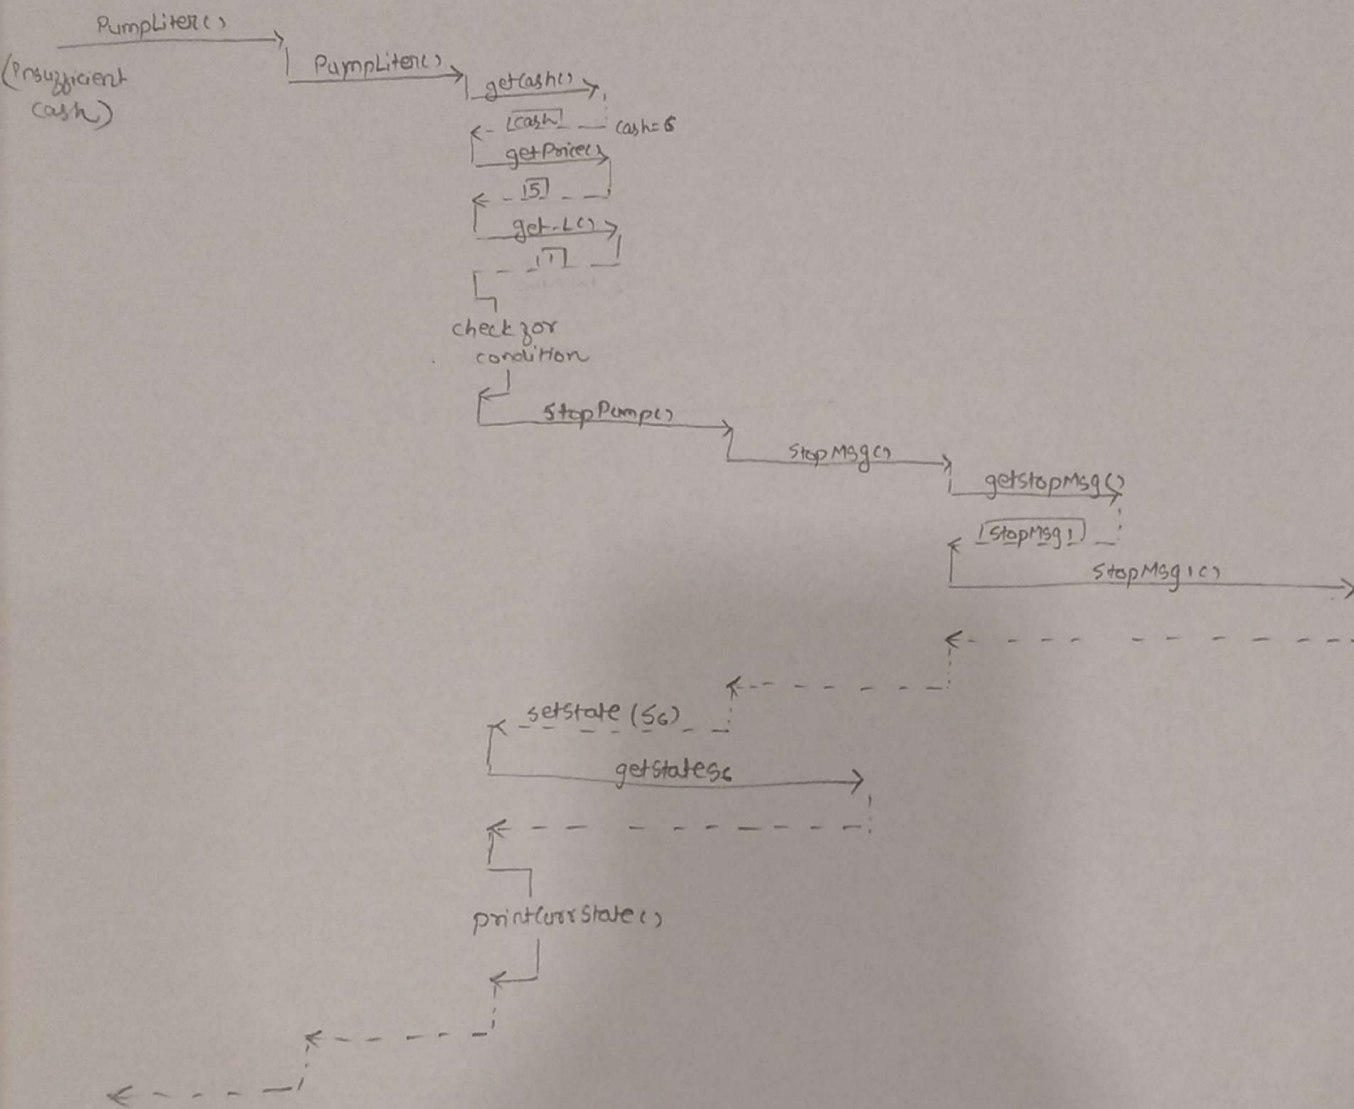 PumpLiter()
(Insufficient
cash)
PumpLiter()
getCash()
cash
cash=6
getPrice()
5
get-L()
1
check for
condition
StopPump()
StopMsg()
getstopMsg()
StopMsg1
StopMsg1()
setState (S6)
getStateS6
printCurrState()